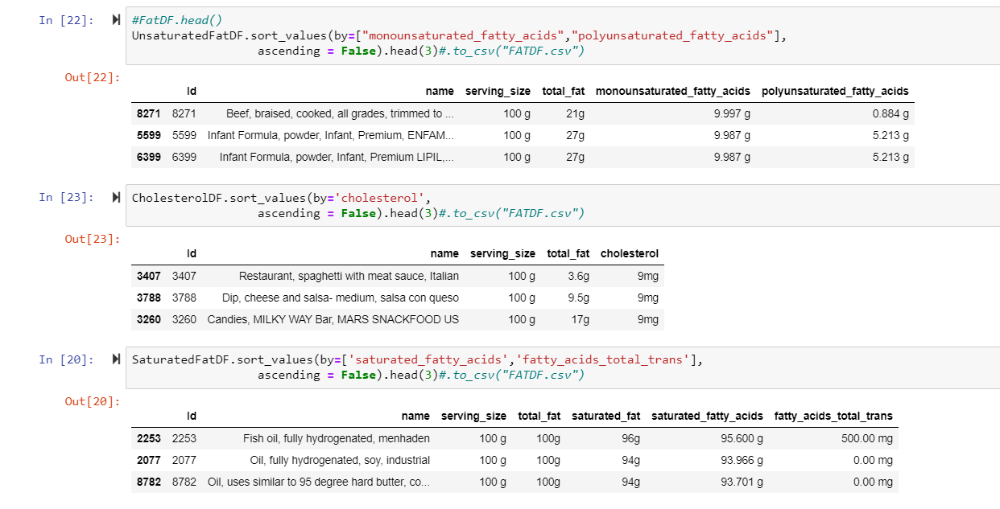 In [22]: #FatDF.head()
UnsaturatedFatDF.sort_values(by=["monounsaturated_fatty_acids","polyunsaturated_fatty_acids"],
ascending = False).head(3)#.to_csv("FATDF.csv")
Out[22]:
Id name serving_size total_fat monounsaturated_fatty_acids polyunsaturated_fatty_acids
8271 8271 Beef, braised, cooked, all grades, trimmed to ... 100 g 21g 9.997 g 0.884 g
5599 5599 Infant Formula, powder, Infant, Premium, ENFAM... 100 g 27g 9.987 g 5.213 g
6399 6399 Infant Formula, powder, Infant, Premium LIPIL,... 100 g 27g 9.987 g 5.213 g
In [23]: CholesterolDF.sort_values(by='cholesterol',
ascending = False).head(3)#.to_csv("FATDF.csv")
Out[23]:
Id name serving_size total_fat cholesterol
3407 3407 Restaurant, spaghetti with meat sauce, Italian 100 g 3.6g 9mg
3788 3788 Dip, cheese and salsa- medium, salsa con queso 100 g 9.5g 9mg
3260 3260 Candies, MILKY WAY Bar, MARS SNACKFOOD US 100 g 17g 9mg
In [20]: SaturatedFatDF.sort_values(by=['saturated_fatty_acids','fatty_acids_total_trans'],
ascending = False).head(3)#.to_csv("FATDF.csv")
Out[20]:
Id name serving_size total_fat saturated_fat saturated_fatty_acids fatty_acids_total_trans
2253 2253 Fish oil, fully hydrogenated, menhaden 100 g 100g 96g 95.600 g 500.00 mg
2077 2077 Oil, fully hydrogenated, soy, industrial 100 g 100g 94g 93.966 g 0.00 mg
8782 8782 Oil, uses similar to 95 degree hard butter, co... 100 g 100g 94g 93.701 g 0.00 mg